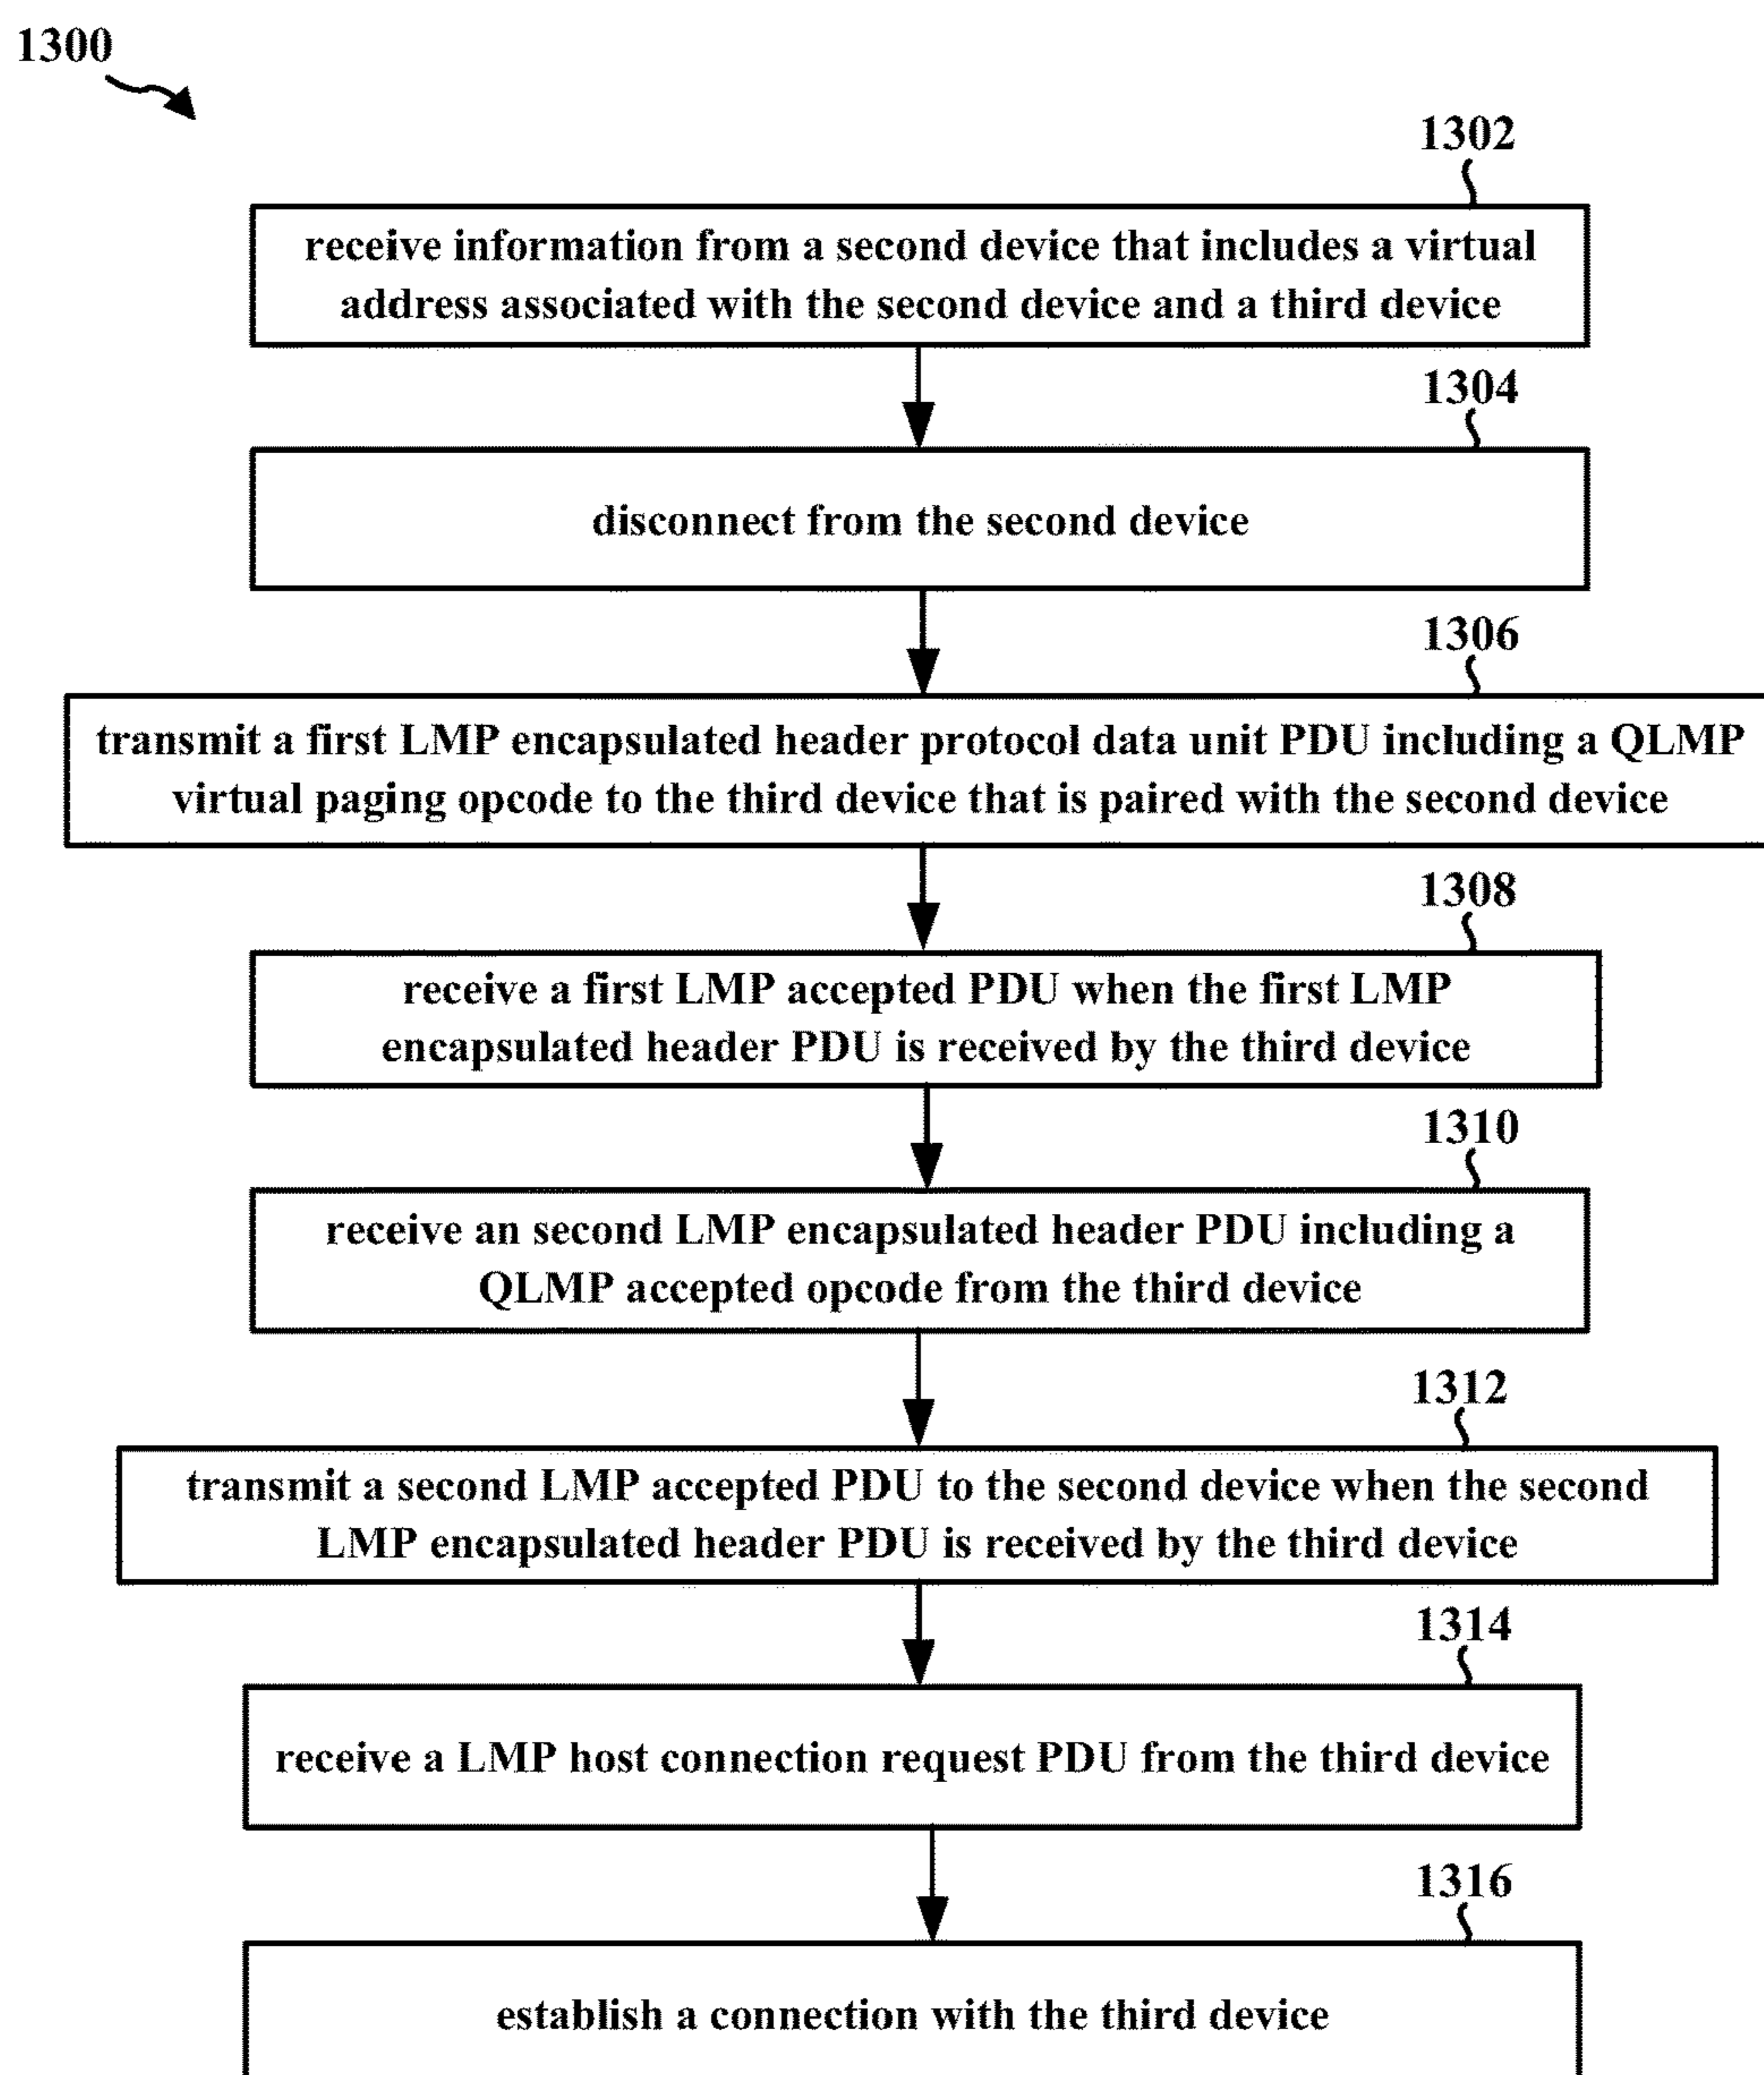 1300
1302
receive information from a second device that includes a virtual
address associated with the second device and a third device
1304
disconnect from the second device
1306
transmit a first LMP encapsulated header protocol data unit PDU including a QLMP
virtual paging opcode to the third device that is paired with the second device
1308
receive a first LMP accepted PDU when the first LMP
encapsulated header PDU is received by the third device
1310
receive an second LMP encapsulated header PDU including a
QLMP accepted opcode from the third device
1312
transmit a second LMP accepted PDU to the second device when the second
LMP encapsulated header PDU is received by the third device
1314
receive a LMP host connection request PDU from the third device
1316
establish a connection with the third device